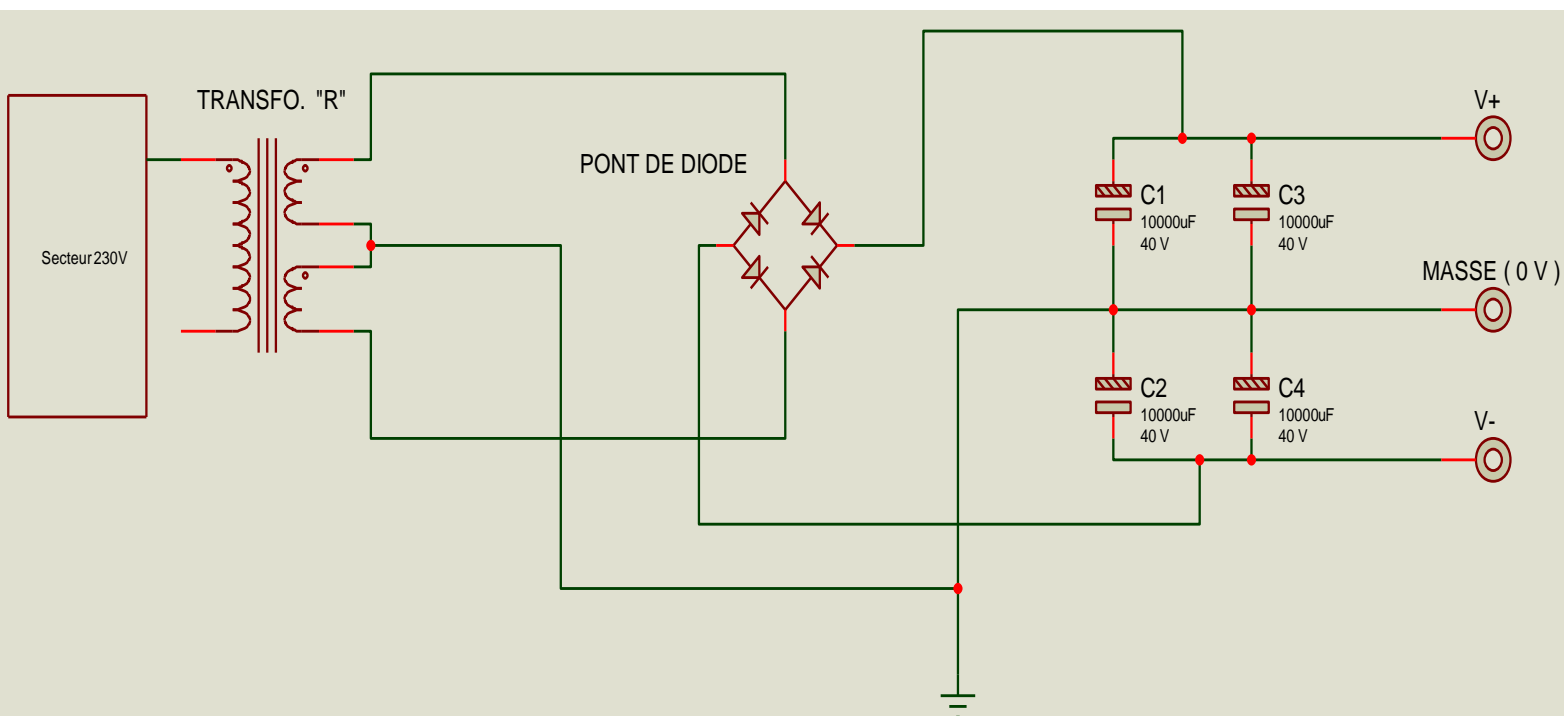 TRANSFO. "R"
Secteur 230V
PONT DE DIODE
V+
C1
10000uF
40 V
C3
10000uF
40 V
MASSE ( 0 V )
C2
10000uF
40 V
C4
10000uF
40 V
V-